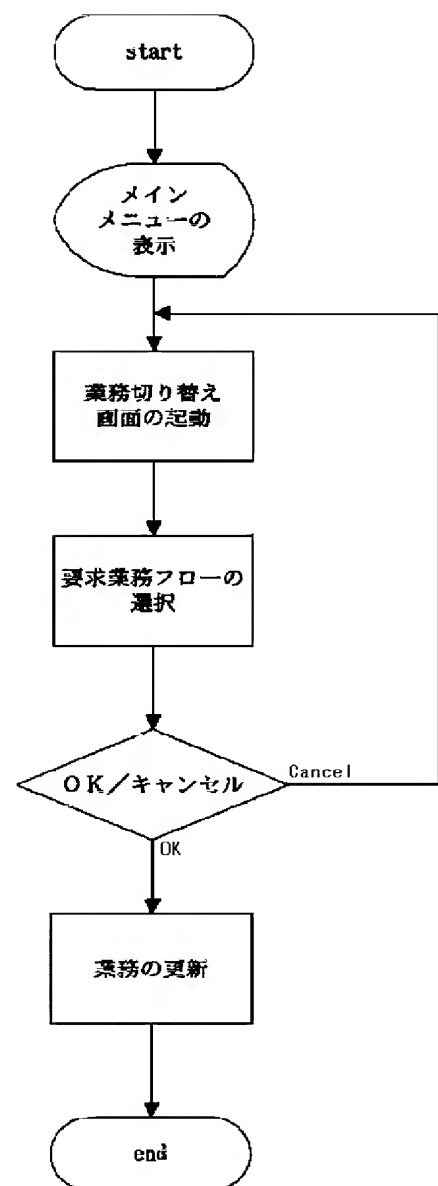 start
メイン
メニューの
表示
業務切り替え
画面の起動
要求業務フローの
選択
OK/キャンセル
Cancel
OK
業務の更新
end